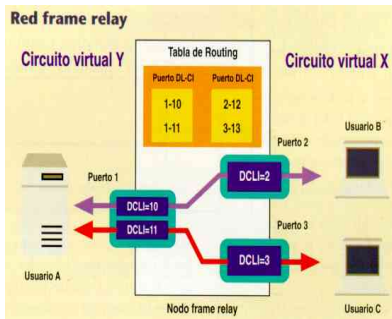 Red frame relay
Circuito virtual Y
Tabla de Routing
Circuito virtual X
Puerto DL-CI
Puerto DL-CI
1-10
1-11
2-12
3-13
Usuario B
Puerto 2
Puerto 1
DCLI=2
DCLI=10
DCLI=11
Puerto 3
DCLI=3
Usuario A
Nodo frame relay
Usuario C